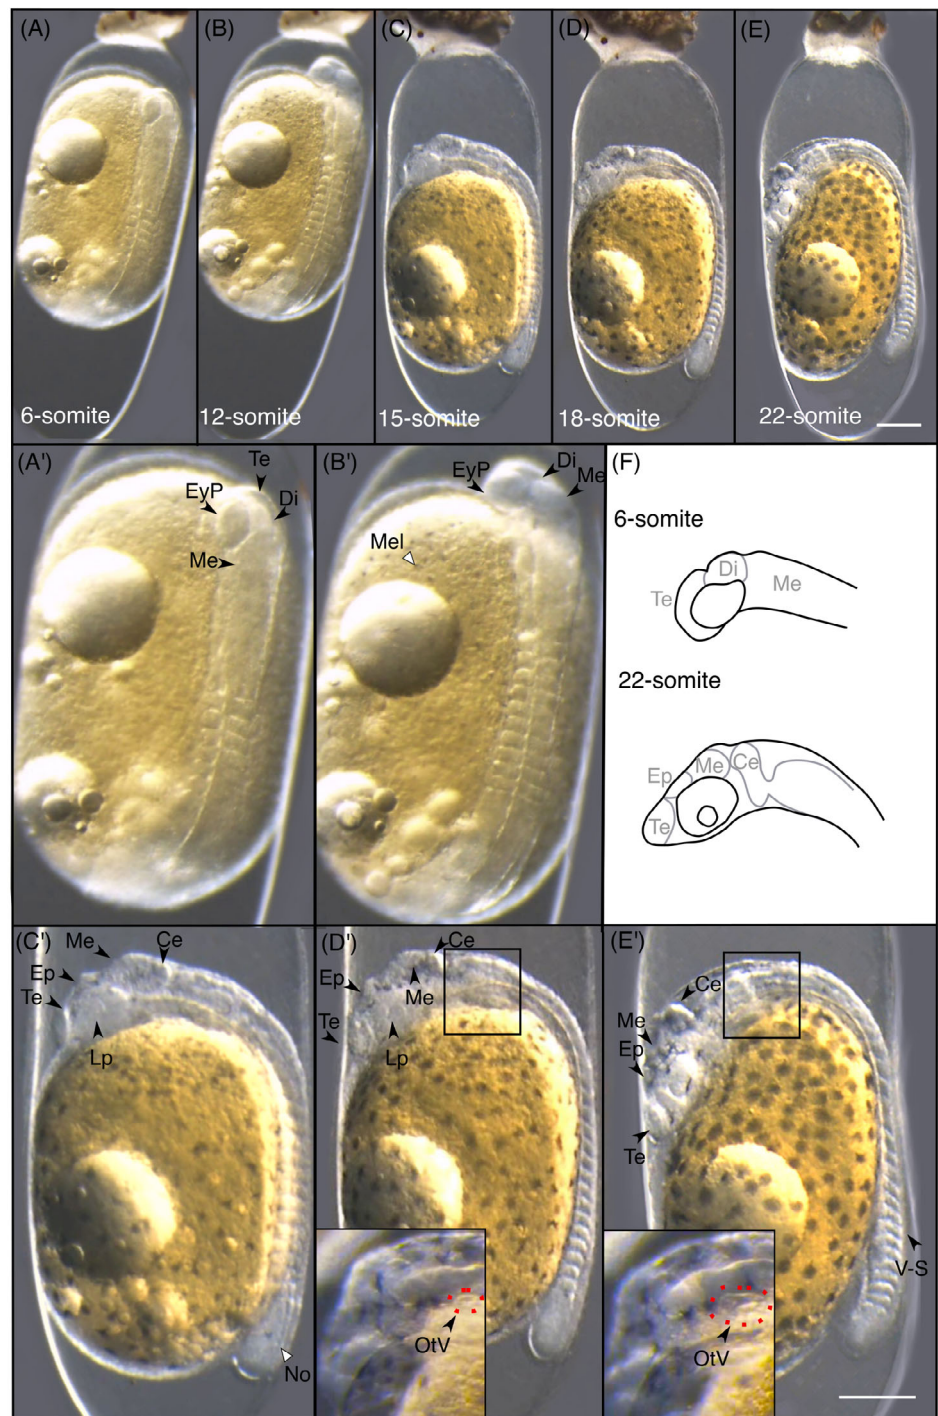 (A) (B) (C) (D) (E)
6-somite 12-somite 15-somite 18-somite 22-somite
(A') Te
EyP
Di
Me
(B') Di
EyP
Me
Mel
(F)
6-somite
Di
Te
Me
22-somite
Me Ce
Ep
Te
(C')
Me
Ce
Ep
Te
Lp
No
(D')
Ce
Ep
Me
Te
Lp
OtV
(E')
Ce
Me
Ep
Te
V-S
OtV